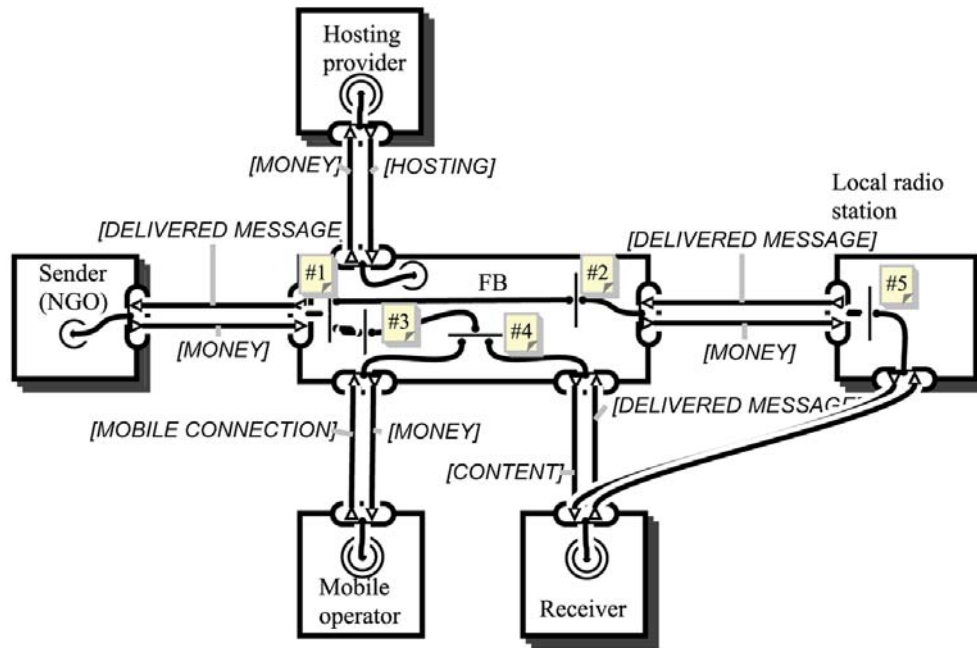 Hosting
provider
[MONEY]
[HOSTING]
Local radio
station
[DELIVERED MESSAGE
[DELIVERED MESSAGE]
Sender
(NGO)
#1
FB
#2
#5
#3
#4
[MONEY]
[MONEY]
[DELIVERED MESSAGE]
[MOBILE CONNECTION]
[MONEY]
[CONTENT]
Mobile
operator
Receiver